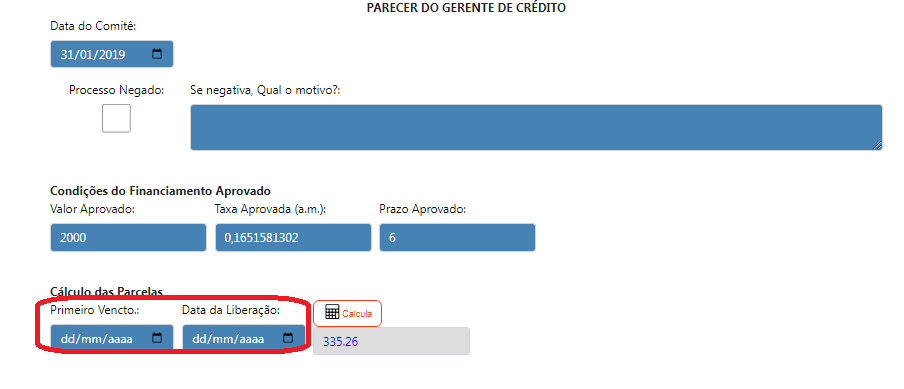 PARECER DO GERENTE DE CRÉDITO
Data do Comitê:
31/01/2019
Processo Negado: Se negativa, Qual o motivo?:
Condições do Financiamento Aprovado
Valor Aprovado: Taxa Aprovada (a.m.): Prazo Aprovado:
2000 0,1651581302 6
Cálculo das Parcelas
Primeiro Vencto.: Data da Liberação: Calcula
dd/mm/aaaa dd/mm/aaaa 335.26